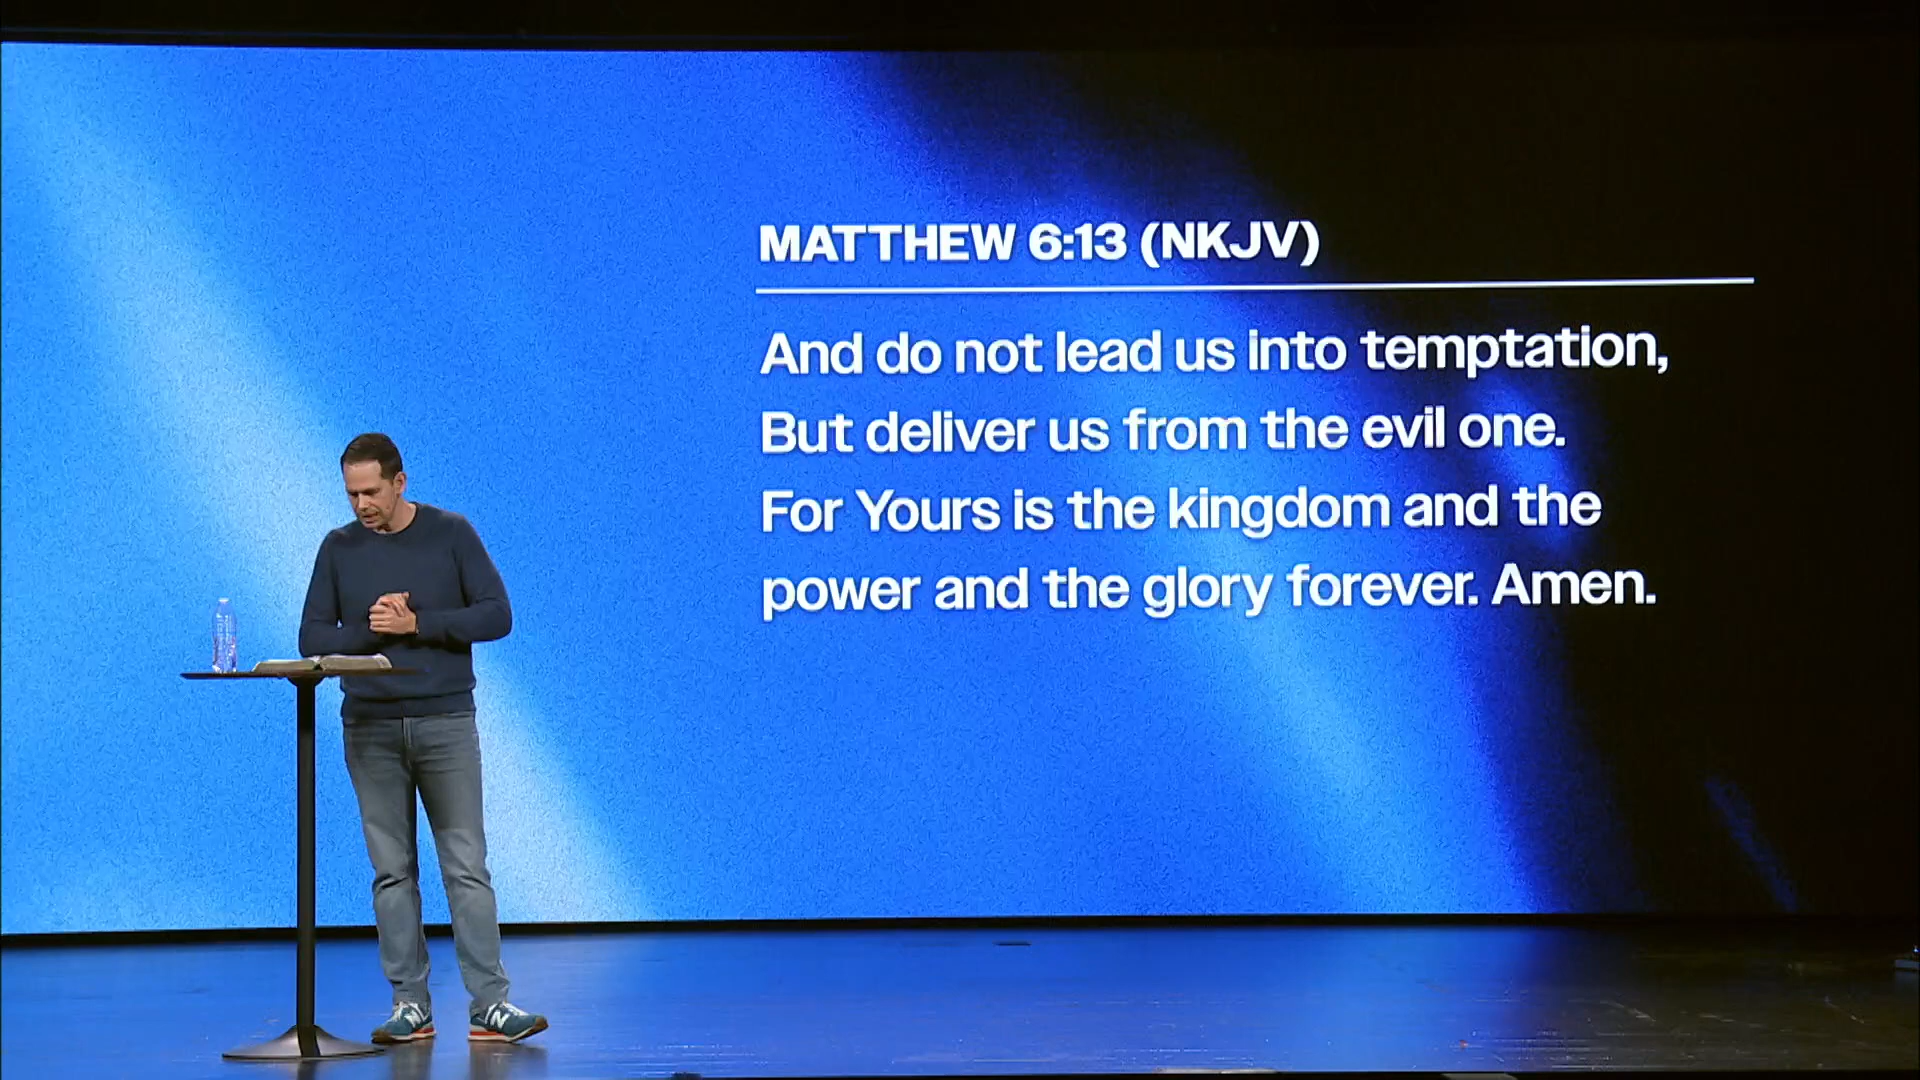 MATTHEW 6:13 (NKJV)
And do not lead us into temptation,
But deliver us from the evil one.
For Yours is the kingdom and the
power and the glory forever. Amen.
N
N